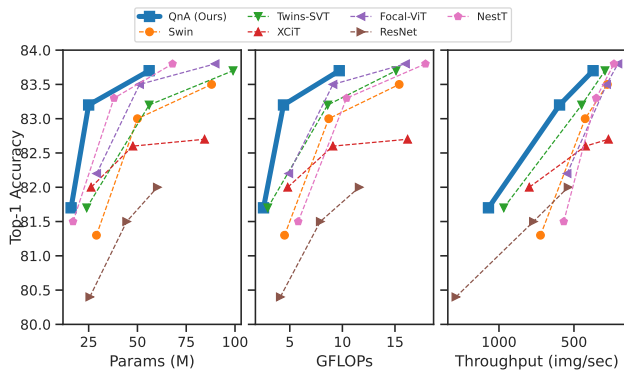 QnA (Ours) Twins-SVT Focal-ViT NestT
Swin XCiT ResNet
Top-1 Accuracy
84.0
83.5
83.0
82.5
82.0
81.5
81.0
80.5
80.0
25 50 75 100
5 10 15
1000 500
Params (M) GFLOPs Throughput (img/sec)